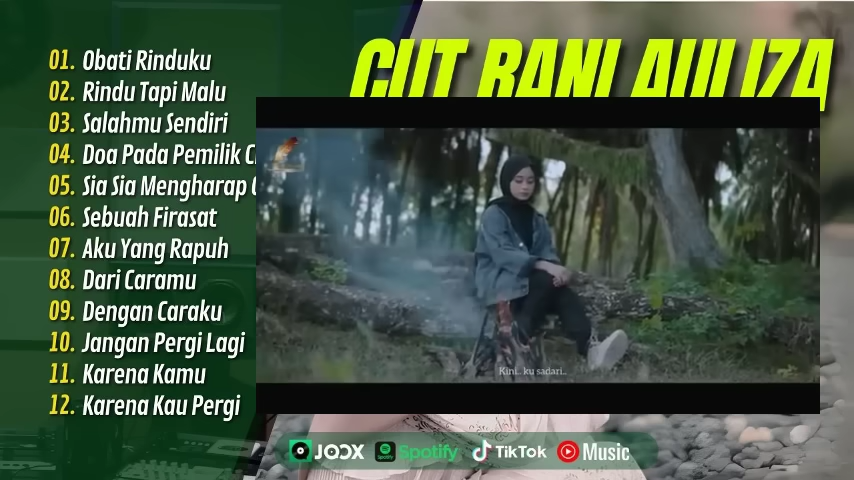 CUT RANI AULIZA
01. Obati Rinduku
02. Rindu Tapi Malu
03. Salahmu Sendiri
04. Doa Pada Pemilik
05. Sia Sia Mengharap
06. Sebuah Firasat
07. Aku Yang Rapuh
08. Dari Caramu
09. Dengan Caraku
10. Jangan Pergi Lagi
11. Karena Kamu
12. Karena Kau Pergi
Kini.. ku sadari..
JOOX Spotify Spotify TikTok Music